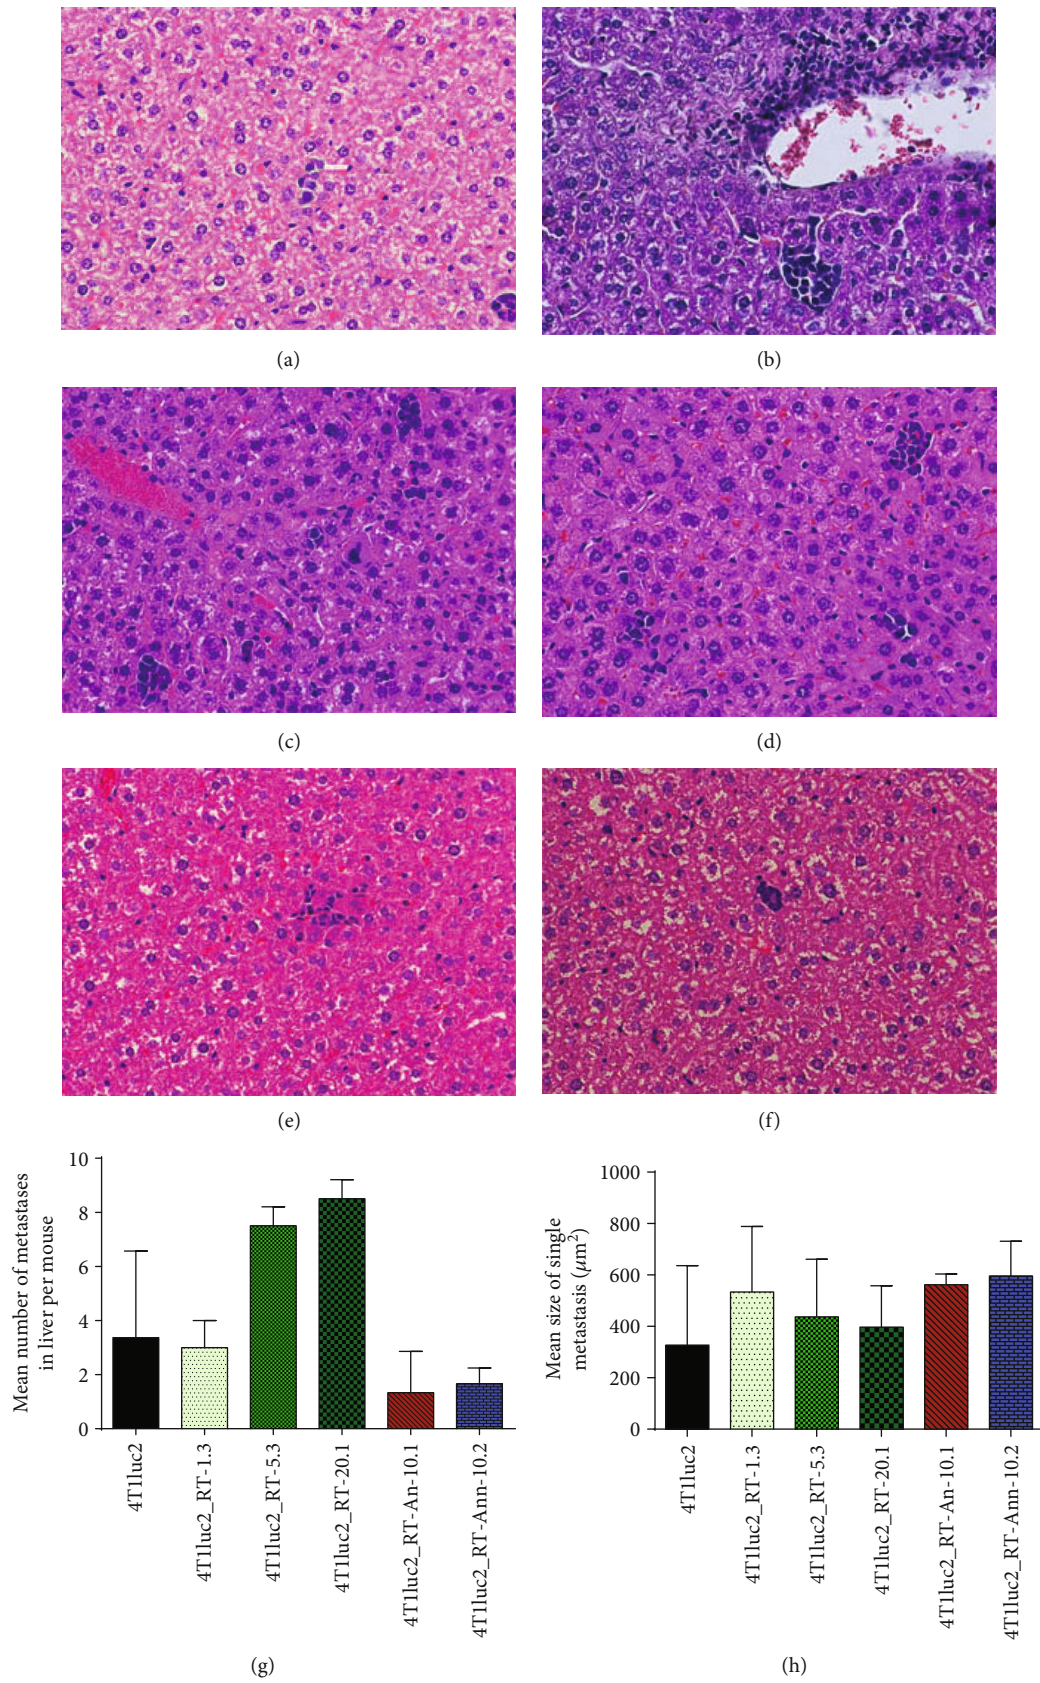 (a)
(b)
(c)
(d)
(e)
(f)
Mean number of metastases
in liver per mouse
10
8
6
4
2
0
4T1luc2
4T1luc2_RT-1.3
4T1luc2_RT-5.3
4T1luc2_RT-20.1
4T1luc2_RT-An-10.1
4T1luc2_RT-Ann-10.2
(g)
Mean size of single
metastasis (μm²)
1000
800
600
400
200
0
4T1luc2
4T1luc2_RT-1.3
4T1luc2_RT-5.3
4T1luc2_RT-20.1
4T1luc2_RT-An-10.1
4T1luc2_RT-Ann-10.2
(h)